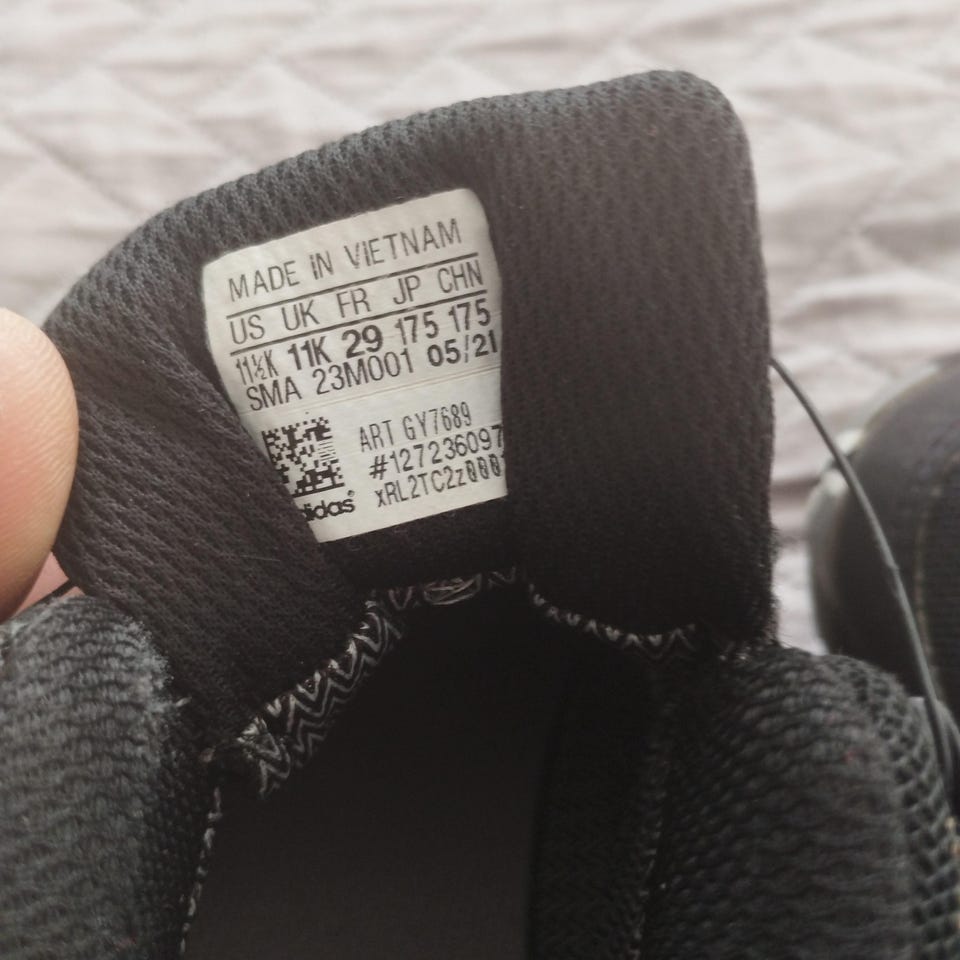 MADE IN VIETNAM
US UK FR JP CHN
11½K 11K 29 175 175
SMA 23M001 05/21
ART GY7689
#127236097
xRL2TC2z000
adidas